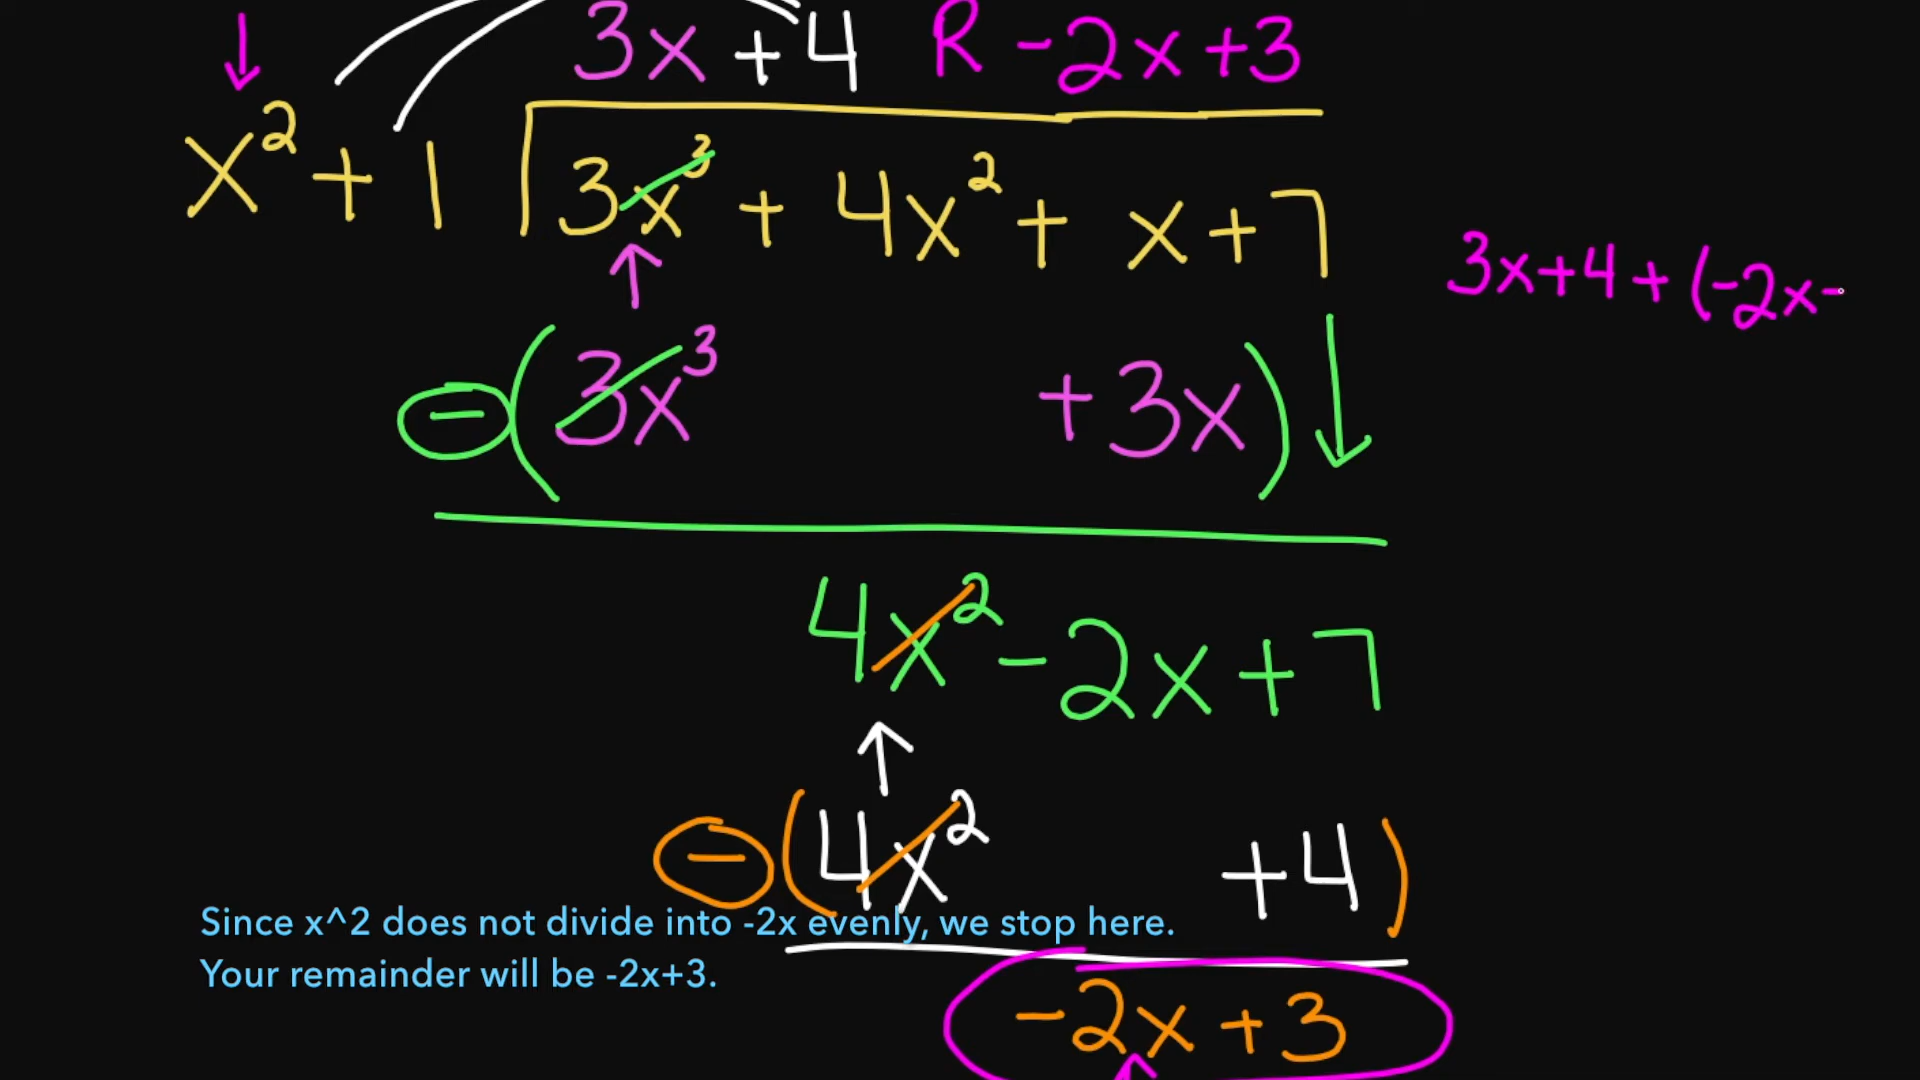 3x + 4 R -2x + 3
x² + 1 3x³ + 4x² + x + 7
3x+4 + (-2x-
-(3x³ +3x)
4x² - 2x + 7
-(4x² +4)
Since x^2 does not divide into -2x evenly, we stop here.
Your remainder will be -2x+3.
-2x + 3